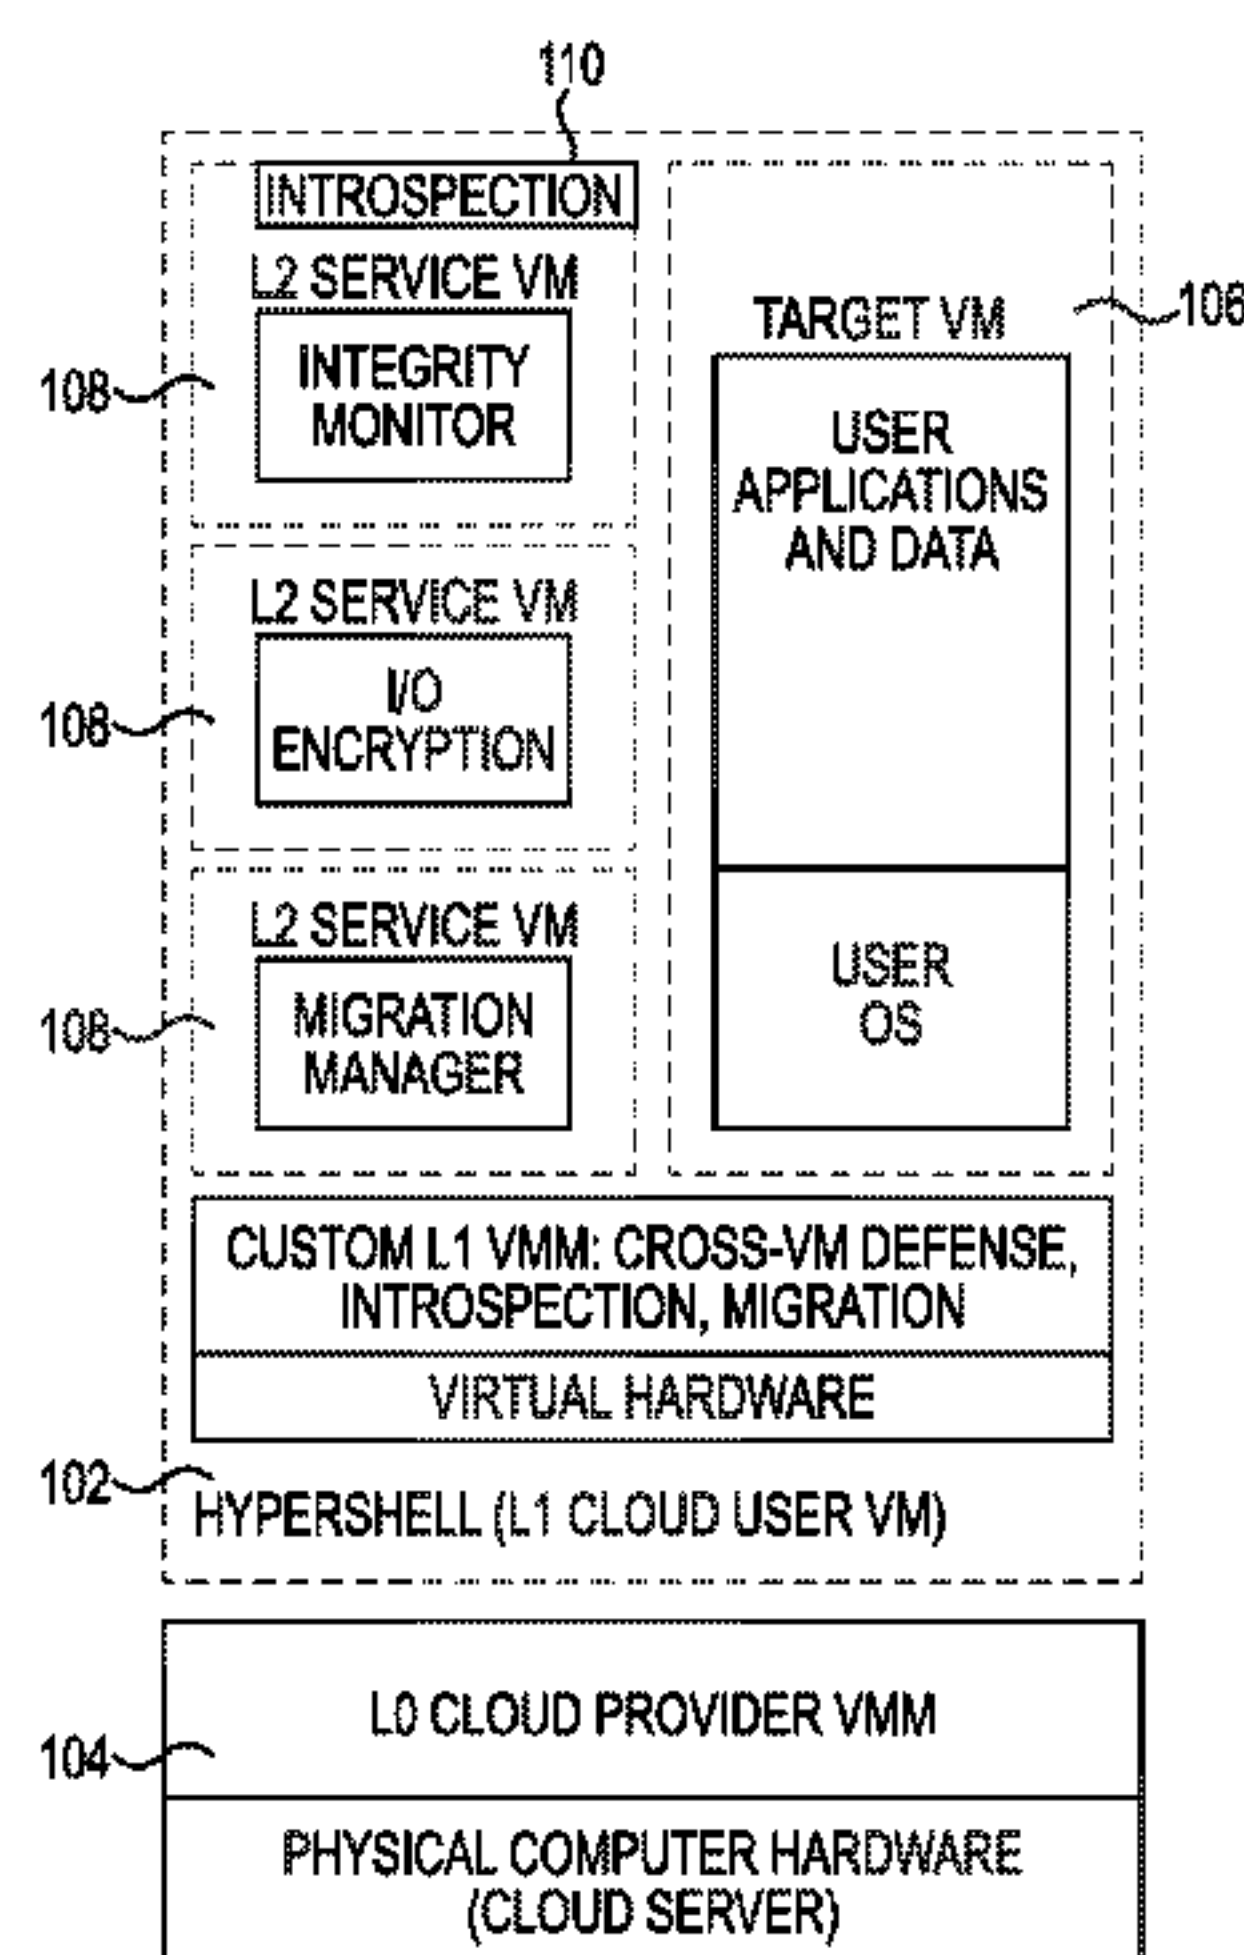 110
INTROSPECTION
L2 SERVICE VM
108
INTEGRITY
MONITOR
L2 SERVICE VM
108
I/O
ENCRYPTION
L2 SERVICE VM
108
MIGRATION
MANAGER
TARGET VM
106
USER
APPLICATIONS
AND DATA
USER
OS
CUSTOM L1 VMM: CROSS-VM DEFENSE,
INTROSPECTION, MIGRATION
VIRTUAL HARDWARE
102
HYPERSHELL (L1 CLOUD USER VM)
L0 CLOUD PROVIDER VMM
104
PHYSICAL COMPUTER HARDWARE
(CLOUD SERVER)